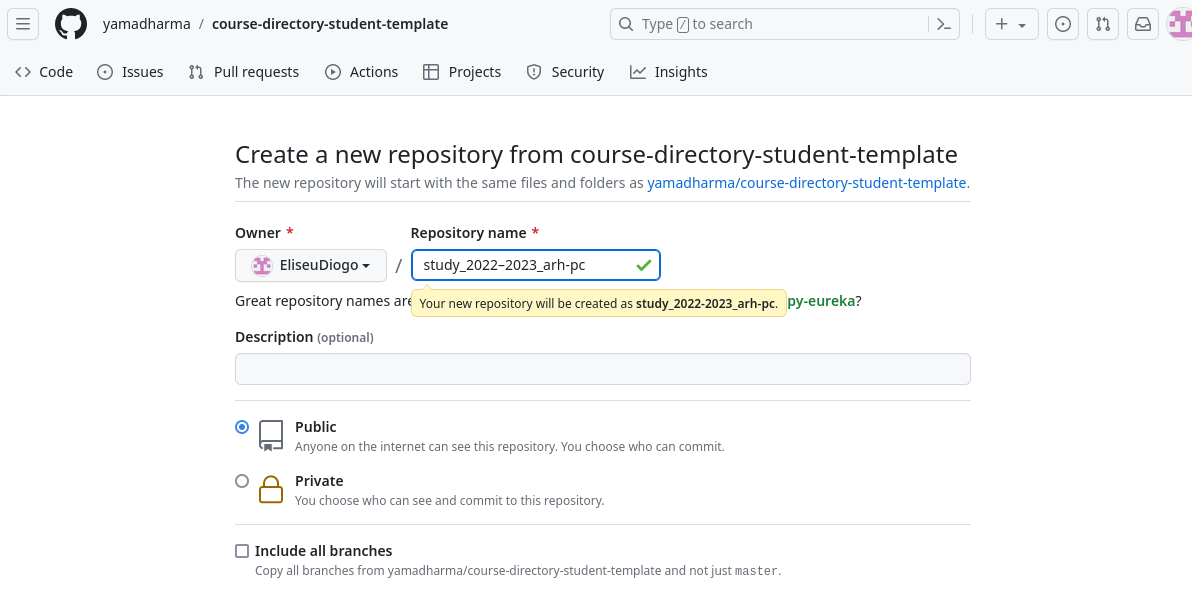 yamadharma / course-directory-student-template
Type / to search
Code Issues Pull requests Actions Projects Security Insights
Create a new repository from course-directory-student-template
The new repository will start with the same files and folders as yamadharma/course-directory-student-template.
Owner * Repository name *
EliseuDiogo / study_2022–2023_arh-pc
Great repository names are
Your new repository will be created as study_2022-2023_arh-pc.
py-eureka?
Description (optional)
Public
Anyone on the internet can see this repository. You choose who can commit.
Private
You choose who can see and commit to this repository.
Include all branches
Copy all branches from yamadharma/course-directory-student-template and not just master.